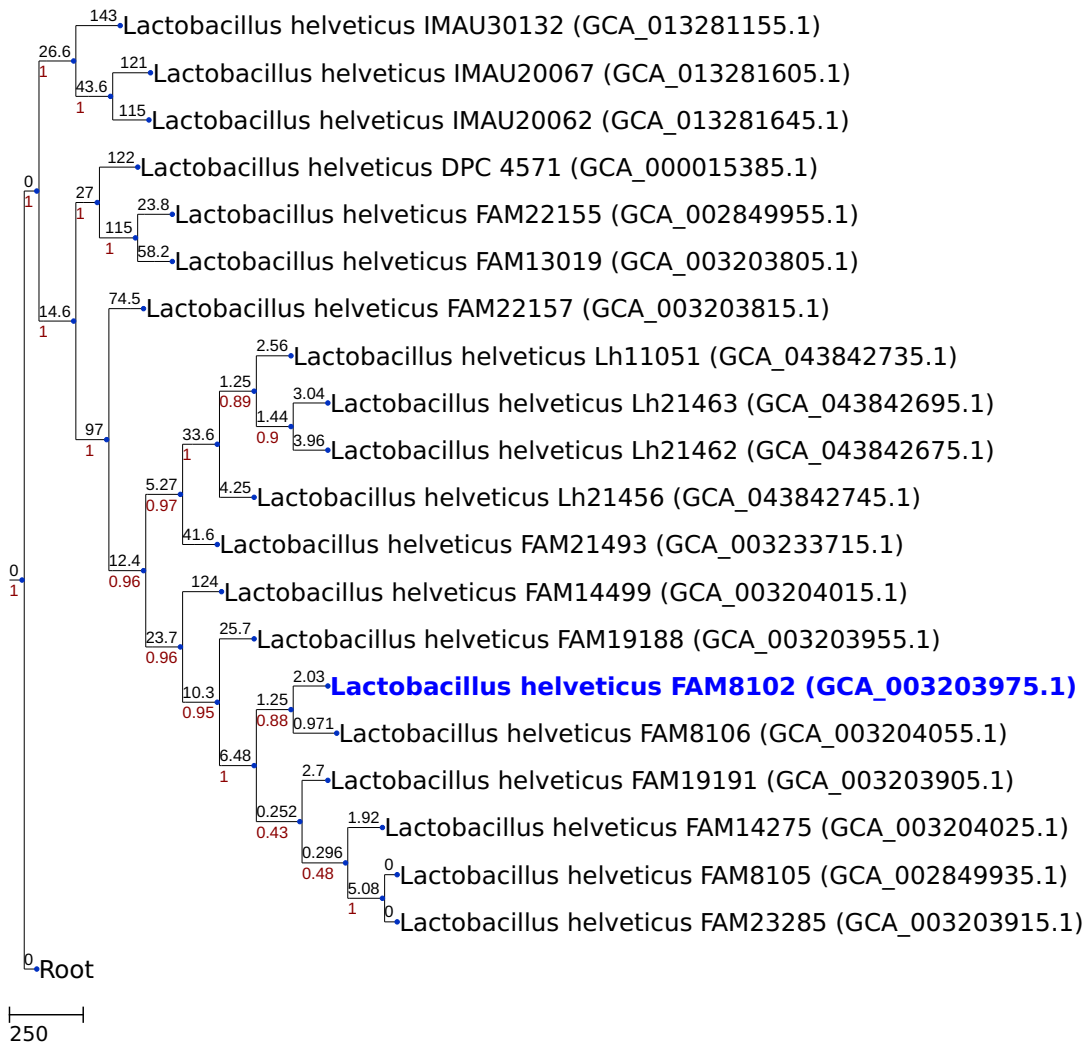 143
Lactobacillus helveticus IMAU30132 (GCA_013281155.1)
26.6
1
121
Lactobacillus helveticus IMAU20067 (GCA_013281605.1)
43.6
1
115
Lactobacillus helveticus IMAU20062 (GCA_013281645.1)
122
Lactobacillus helveticus DPC 4571 (GCA_000015385.1)
0
1
27
1
23.8
Lactobacillus helveticus FAM22155 (GCA_002849955.1)
115
1
58.2
Lactobacillus helveticus FAM13019 (GCA_003203805.1)
14.6
1
74.5
Lactobacillus helveticus FAM22157 (GCA_003203815.1)
2.56
Lactobacillus helveticus Lh11051 (GCA_043842735.1)
1.25
0.89
3.04
Lactobacillus helveticus Lh21463 (GCA_043842695.1)
1.44
0.9
3.96
Lactobacillus helveticus Lh21462 (GCA_043842675.1)
97
1
33.6
1
4.25
Lactobacillus helveticus Lh21456 (GCA_043842745.1)
5.27
0.97
41.6
Lactobacillus helveticus FAM21493 (GCA_003233715.1)
12.4
0.96
0
1
124
Lactobacillus helveticus FAM14499 (GCA_003204015.1)
23.7
0.96
25.7
Lactobacillus helveticus FAM19188 (GCA_003203955.1)
10.3
0.95
2.03
Lactobacillus helveticus FAM8102 (GCA_003203975.1)
1.25
0.88
0.971
Lactobacillus helveticus FAM8106 (GCA_003204055.1)
6.48
1
2.7
Lactobacillus helveticus FAM19191 (GCA_003203905.1)
0.252
0.43
1.92
Lactobacillus helveticus FAM14275 (GCA_003204025.1)
0.296
0.48
0
Lactobacillus helveticus FAM8105 (GCA_002849935.1)
5.08
1
0
Lactobacillus helveticus FAM23285 (GCA_003203915.1)
0
Root
250